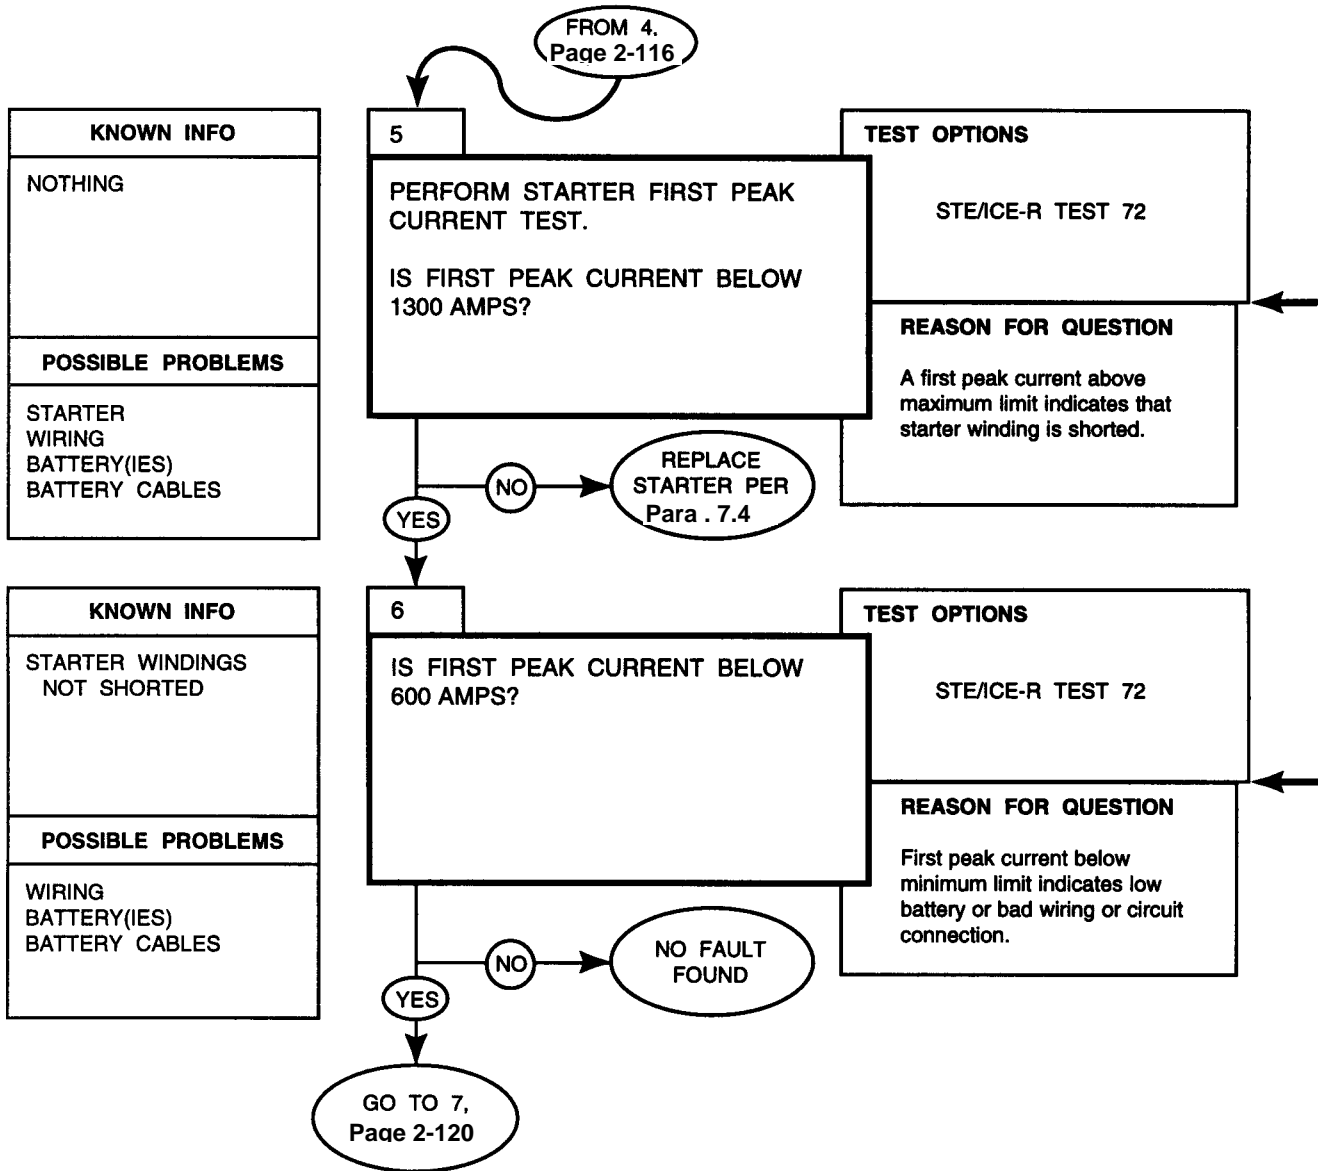 FROM 4.
Page 2-116
KNOWN INFO
NOTHING
POSSIBLE PROBLEMS
STARTER
WIRING
BATTERY(IES)
BATTERY CABLES
5
PERFORM STARTER FIRST PEAK
CURRENT TEST.
IS FIRST PEAK CURRENT BELOW
1300 AMPS?
TEST OPTIONS
STE/ICE-R TEST 72
REASON FOR QUESTION
A first peak current above
maximum limit indicates that
starter winding is shorted.
NO
REPLACE
STARTER PER
Para . 7.4
YES
KNOWN INFO
STARTER WINDINGS
NOT SHORTED
POSSIBLE PROBLEMS
WIRING
BATTERY(IES)
BATTERY CABLES
6
IS FIRST PEAK CURRENT BELOW
600 AMPS?
TEST OPTIONS
STE/ICE-R TEST 72
REASON FOR QUESTION
First peak current below
minimum limit indicates low
battery or bad wiring or circuit
connection.
NO
NO FAULT
FOUND
YES
GO TO 7,
Page 2-120